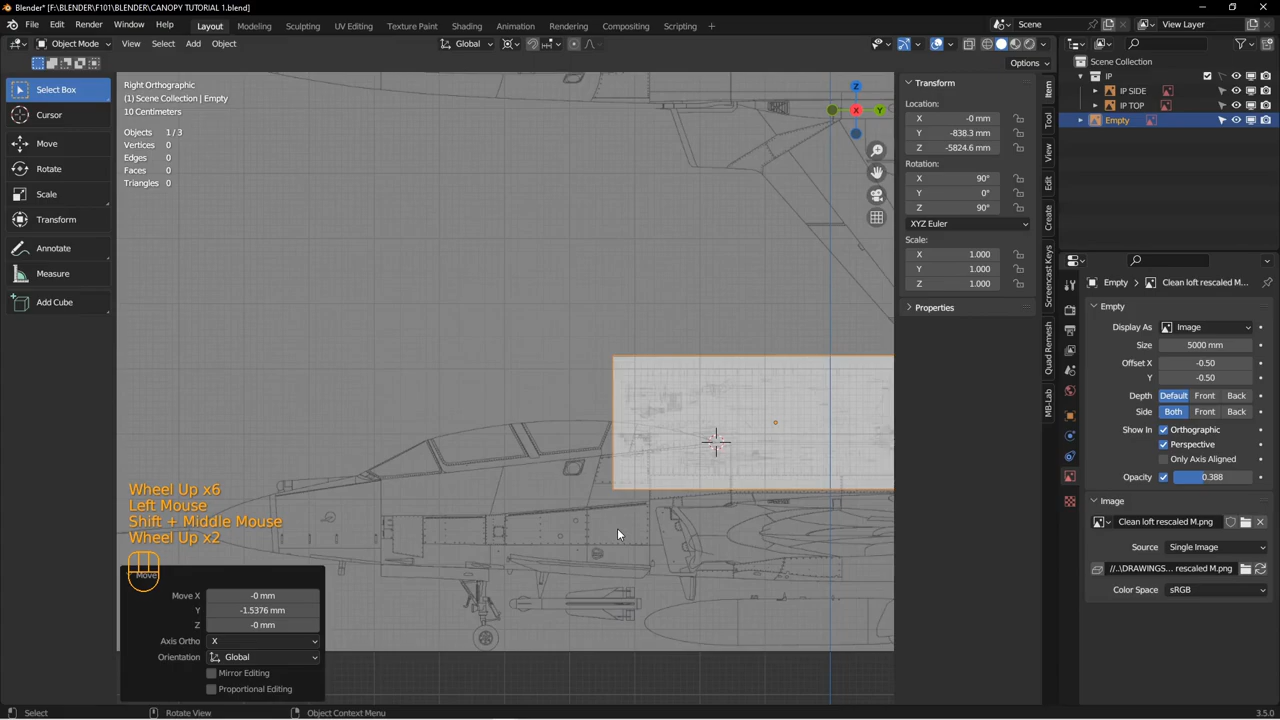 Blender* [F:\BLENDER\F101\BLENDER\CANOPY TUTORIAL 1.blend]
File Edit Render Window Help Layout Modeling Sculpting UV Editing Texture Paint Shading Animation Rendering Compositing Scripting + Scene View Layer
Object Mode View Select Add Object Global
Options
Select Box
Cursor
Move
Rotate
Scale
Transform
Annotate
Measure
Add Cube
Right Orthographic
(1) Scene Collection | Empty
10 Centimeters
Objects 1/3
Vertices 0
Edges 0
Faces 0
Triangles 0
Z
Y
X
Wheel Up x6
Left Mouse
Shift + Middle Mouse
Wheel Up x2
Move
Move X -0 mm
Y -1.5376 mm
Z -0 mm
Axis Ortho X
Orientation Global
Mirror Editing
Proportional Editing
Transform
Location:
X -0 mm
Y -838.3 mm
Z -5824.6 mm
Rotation:
X 90°
Y 0°
Z 90°
XYZ Euler
Scale:
X 1.000
Y 1.000
Z 1.000
Properties
Item
Tool
View
Edit
Create
Screencast Keys
Quad Remesh
MB-Lab
Scene Collection
IP
IP SIDE
IP TOP
Empty
Empty Clean loft rescaled M...
Empty
Display As Image
Size 5000 mm
Offset X -0.50
Y -0.50
Depth Default Front Back
Side Both Front Back
Show In Orthographic
Perspective
Only Axis Aligned
Opacity 0.388
Image
Clean loft rescaled M.png
Source Single Image
//..\DRAWINGS... rescaled M.png
Color Space sRGB
Select Rotate View Object Context Menu 3.5.0